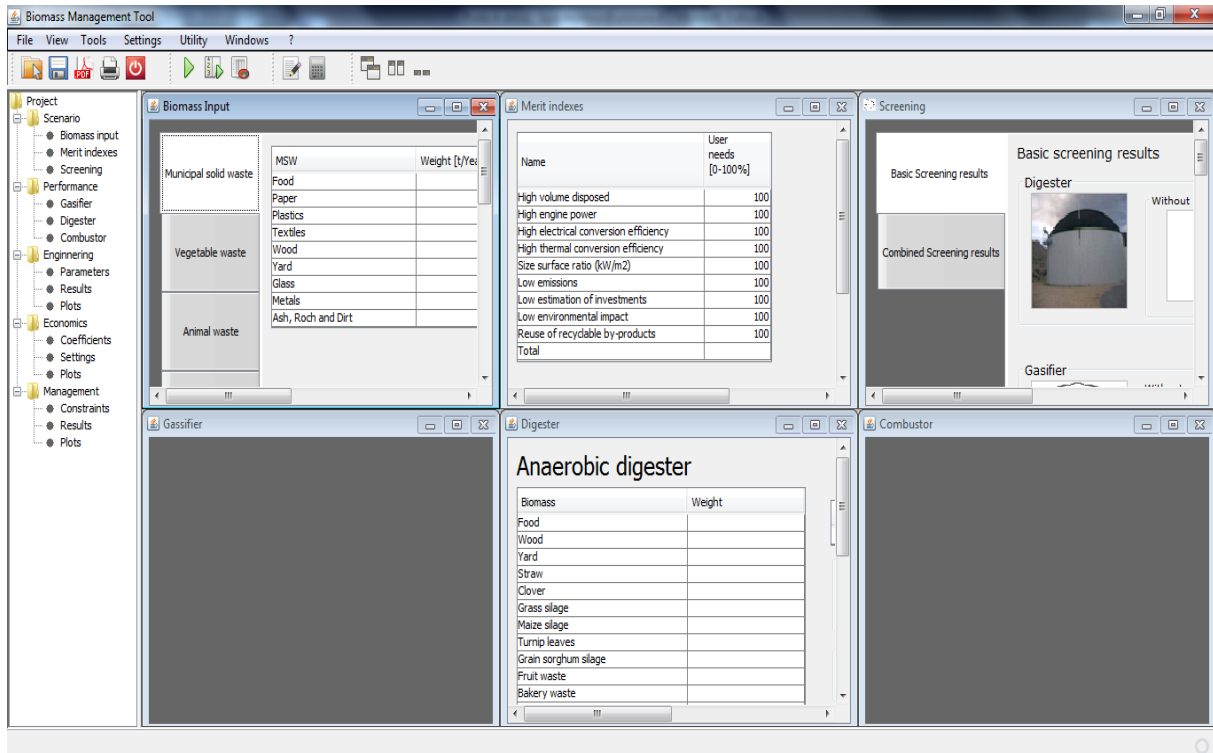 Biomass Management Tool
File View Tools Settings Utility Windows ?
PDF
Project
Scenario
Biomass input
Merit indexes
Screening
Performance
Gasifier
Digester
Combustor
Enginnering
Parameters
Results
Plots
Economics
Coefficients
Settings
Plots
Management
Constraints
Results
Plots
Biomass Input
Municipal solid waste
Vegetable waste
Animal waste
MSW Weight [t/Yea
Food
Paper
Plastics
Textiles
Wood
Yard
Glass
Metals
Ash, Roch and Dirt
Merit indexes
Name User needs [0-100%]
High volume disposed 100
High engine power 100
High electrical conversion efficiency 100
High thermal conversion efficiency 100
Size surface ratio (kW/m2) 100
Low emissions 100
Low estimation of investments 100
Low environmental impact 100
Reuse of recyclable by-products 100
Total
Screening
Basic Screening results
Combined Screening results
Basic screening results
Digester
Without
Gasifier
Gassifier
Digester
Anaerobic digester
Biomass Weight
Food
Wood
Yard
Straw
Clover
Grass silage
Maize silage
Turnip leaves
Grain sorghum silage
Fruit waste
Bakery waste
Combustor